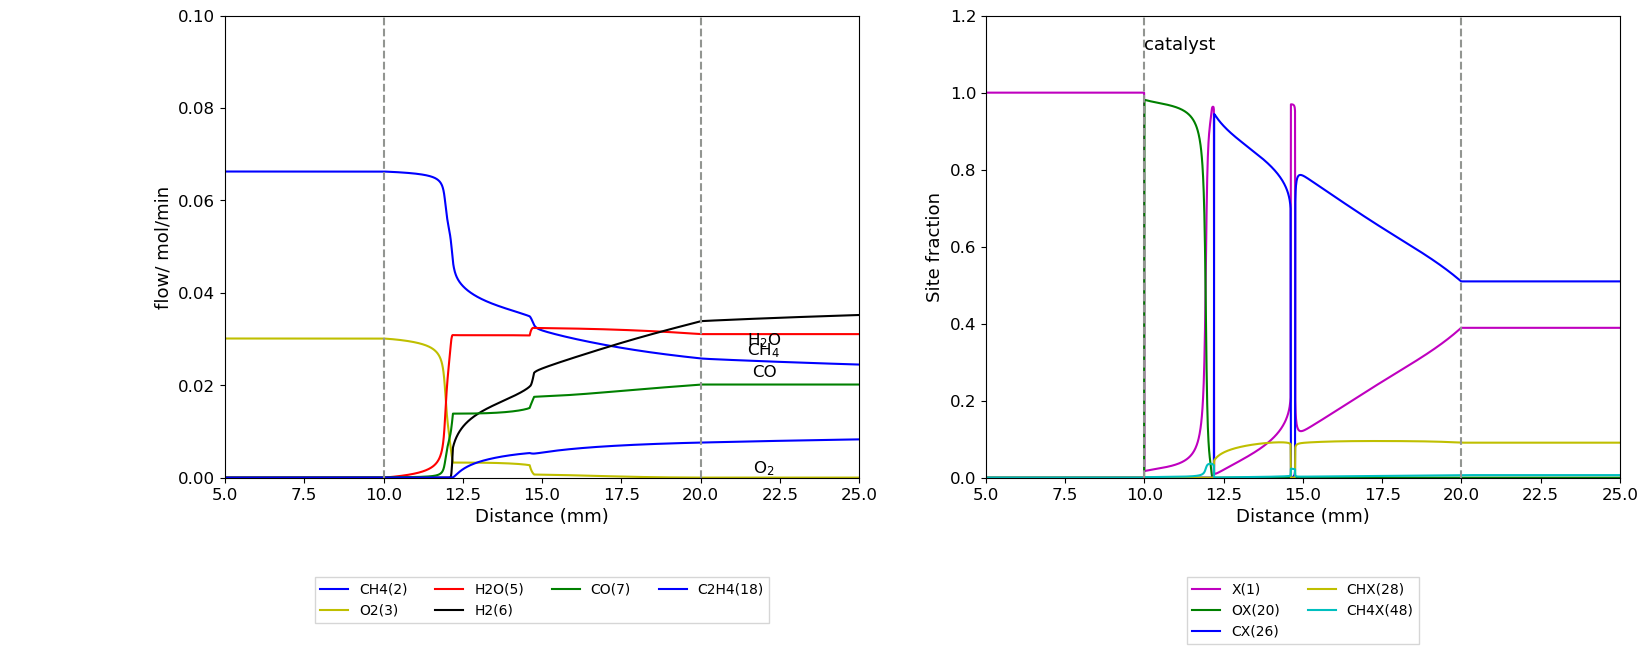 0.10
0.08
0.06
0.04
0.02
0.00
flow/ mol/min
H₂O
CH₄
CO
O₂
5.0 7.5 10.0 12.5 15.0 17.5 20.0 22.5 25.0
Distance (mm)
CH4(2) H2O(5) CO(7) C2H4(18)
O2(3) H2(6)
1.2
1.0
0.8
0.6
0.4
0.2
0.0
Site fraction
catalyst
5.0 7.5 10.0 12.5 15.0 17.5 20.0 22.5 25.0
Distance (mm)
X(1) CHX(28)
OX(20) CH4X(48)
CX(26)